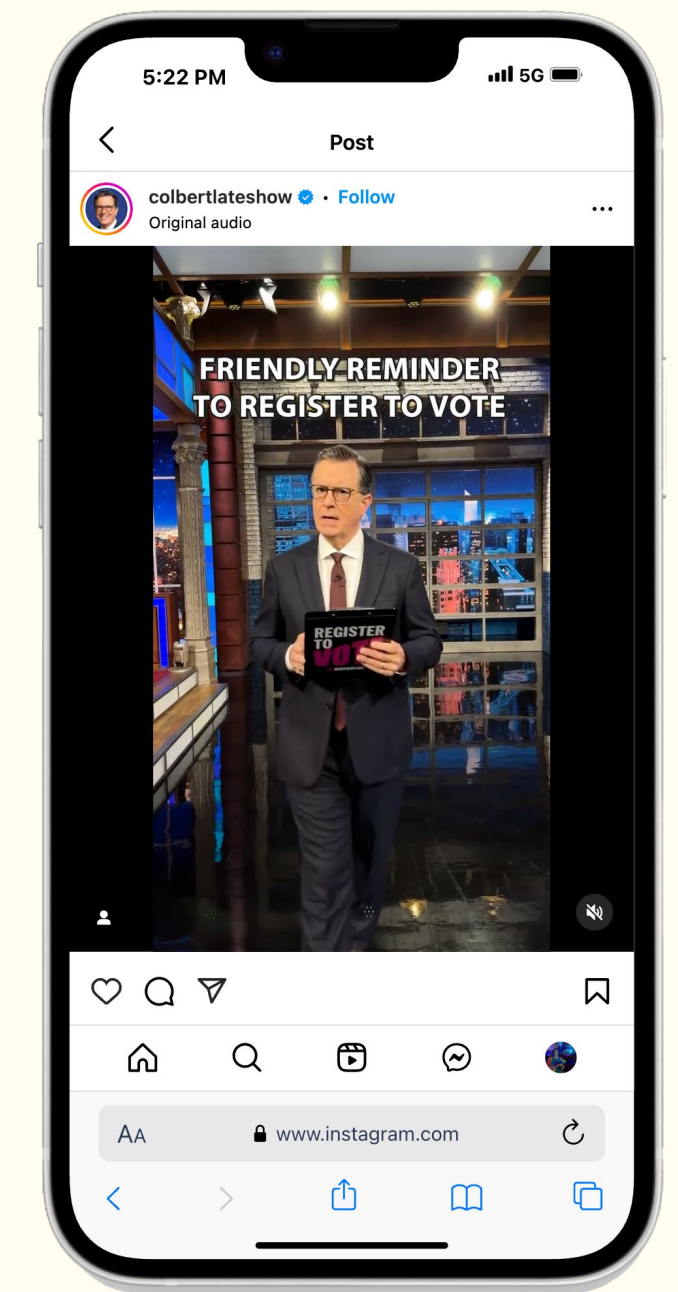 5:22 PM
5G
Post
colbertlateshow • Follow
Original audio
FRIENDLY REMINDER
TO REGISTER TO VOTE
REGISTER
TO
VOTE
AA
www.instagram.com